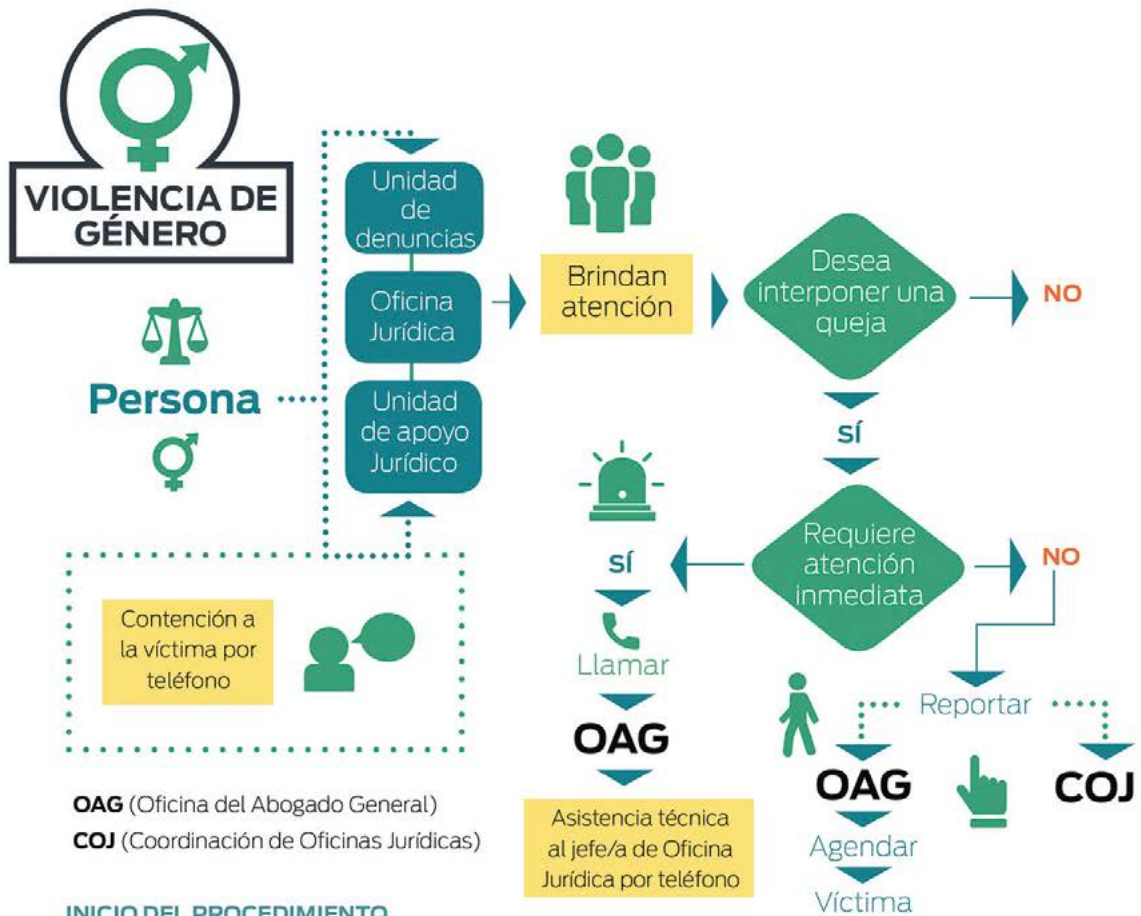 VIOLENCIA DE
GÉNERO
Persona
Unidad
de
denuncias
Oficina
Jurídica
Unidad
de apoyo
Jurídico
Brindan
atención
Desea
interponer una
queja
NO
SÍ
Requiere
atención
inmediata
NO
SÍ
Llamar
OAG
Asistencia técnica
al jefe/a de Oficina
Jurídica por teléfono
Reportar
OAG
COJ
Agendar
Víctima
Contención a
la víctima por
teléfono
OAG (Oficina del Abogado General)
COJ (Coordinación de Oficinas Jurídicas)
INICIO DEL PROCEDIMIENTO